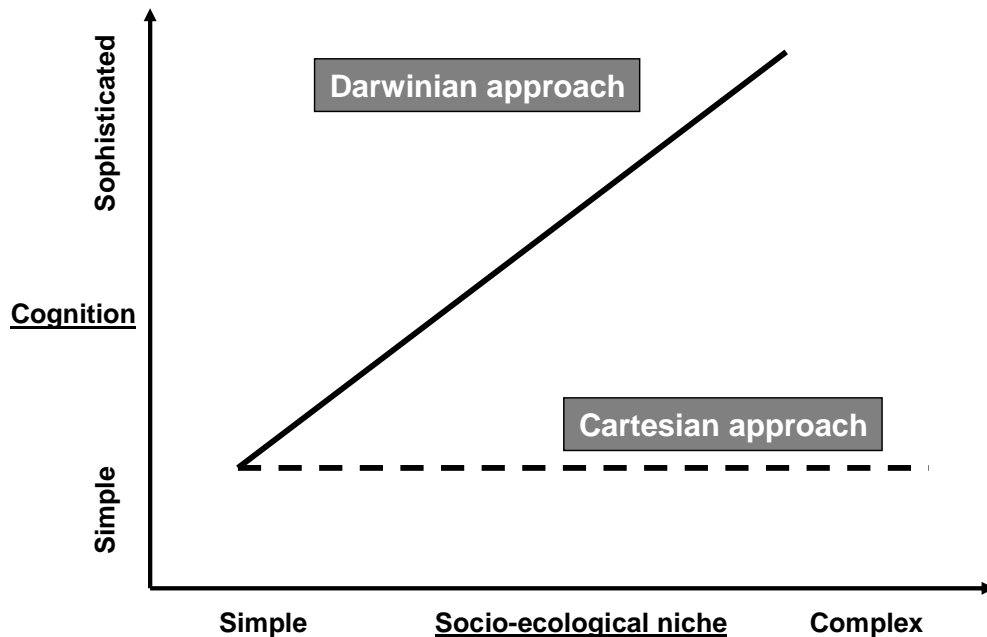 Sophisticated
Darwinian approach
Cognition
Cartesian approach
Simple
Simple
Socio-ecological niche
Complex